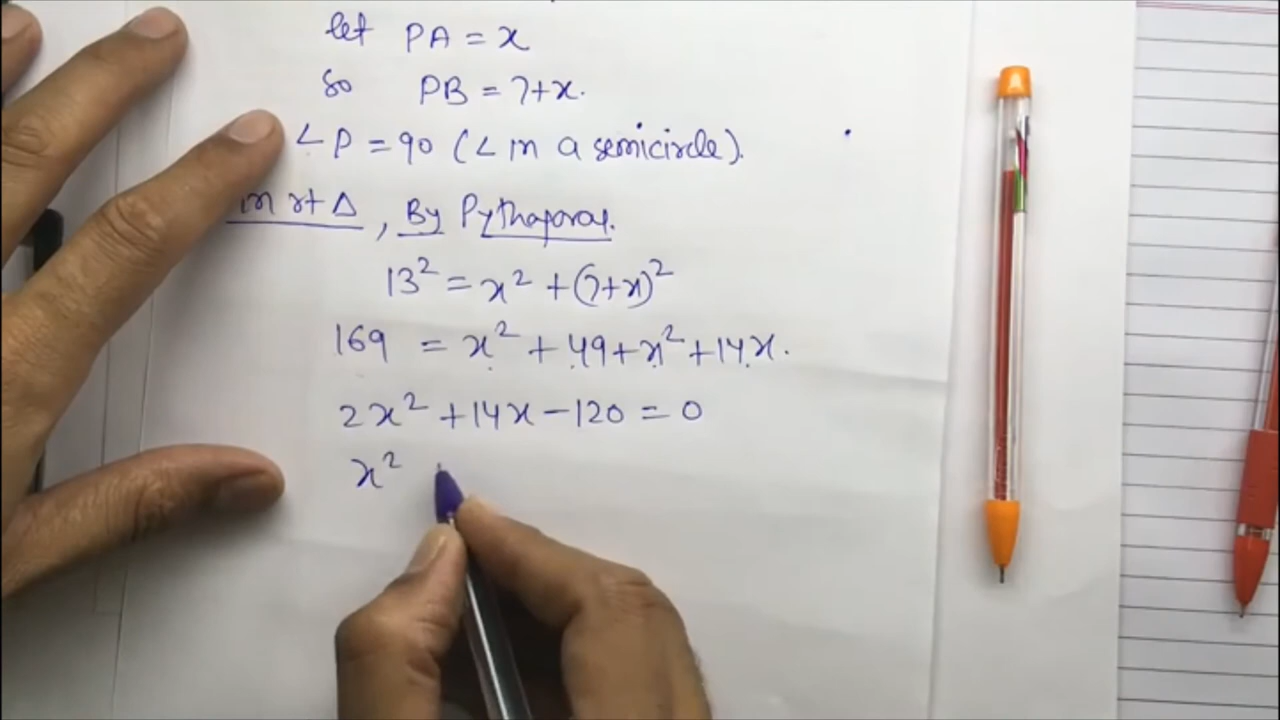 let PA = x
So PB = 7+x.
∠P = 90 (∠ in a semicircle).
in rt Δ, By Pythagoras.
13² = x² + (7+x)²
169 = x² + 49 + x² + 14x.
2x² + 14x - 120 = 0
x²